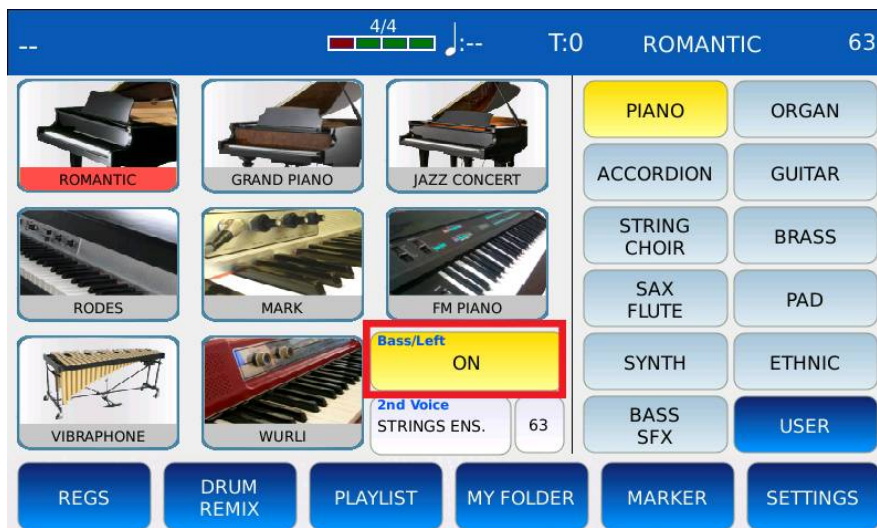 --
4/4
:--
T:0
ROMANTIC
63
ROMANTIC
GRAND PIANO
JAZZ CONCERT
RODES
MARK
FM PIANO
VIBRAPHONE
WURLI
Bass/Left
ON
2nd Voice
STRINGS ENS.
63
PIANO
ORGAN
ACCORDION
GUITAR
STRING
CHOIR
BRASS
SAX
FLUTE
PAD
SYNTH
ETHNIC
BASS
SFX
USER
REGS
DRUM
REMIX
PLAYLIST
MY FOLDER
MARKER
SETTINGS